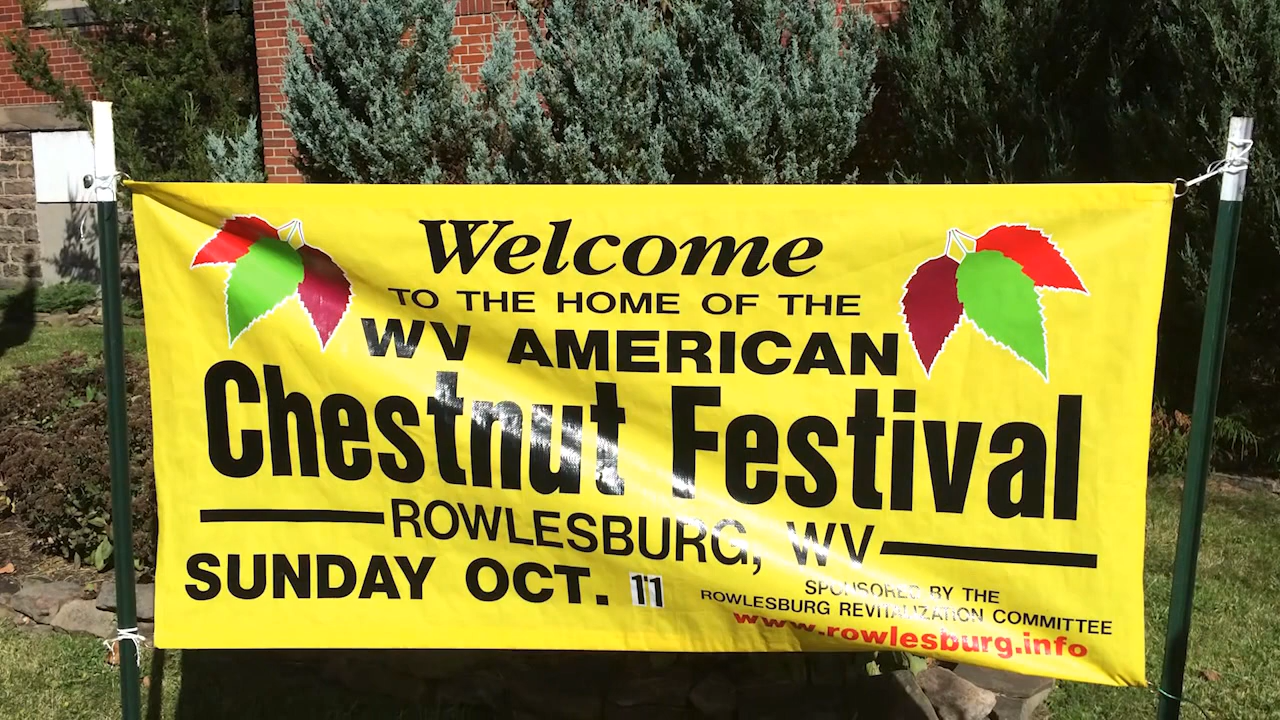 Welcome
TO THE HOME OF THE
WV AMERICAN
Chestnut Festival
ROWLESBURG, WV
SUNDAY OCT. 11
SPONSORED BY THE
ROWLESBURG REVITALIZATION COMMITTEE
www.rowlesburg.info